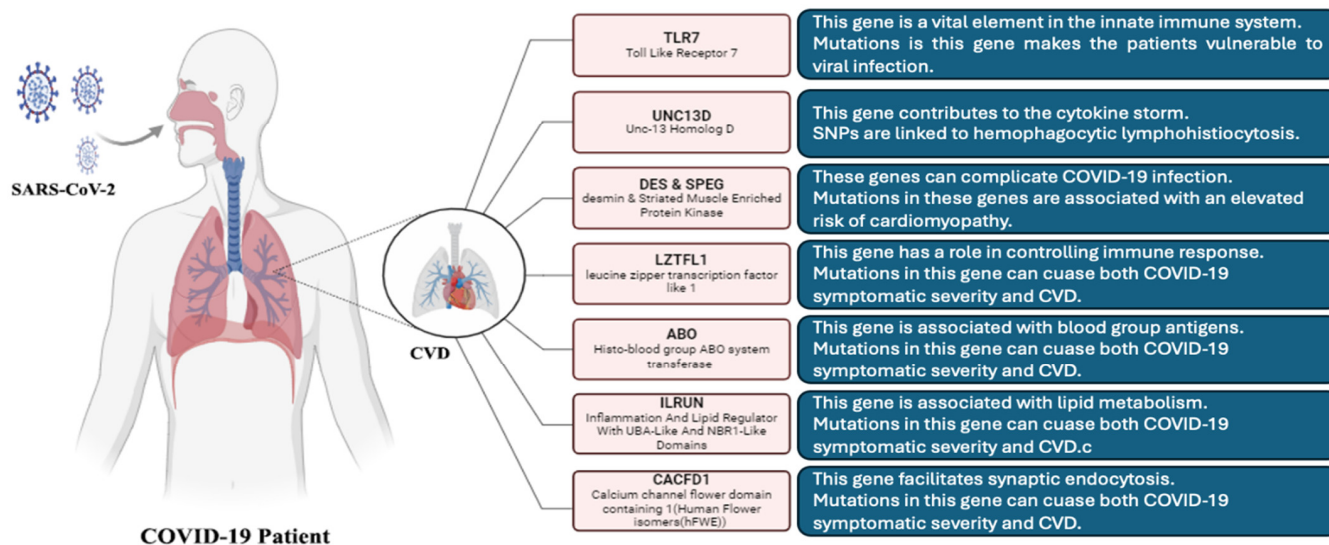 SARS-CoV-2
COVID-19 Patient
CVD
TLR7
Toll Like Receptor 7
This gene is a vital element in the innate immune system.
Mutations is this gene makes the patients vulnerable to
viral infection.
UNC13D
Unc-13 Homolog D
This gene contributes to the cytokine storm.
SNPs are linked to hemophagocytic lymphohistiocytosis.
DES & SPEG
desmin & Striated Muscle Enriched
Protein Kinase
These genes can complicate COVID-19 infection.
Mutations in these genes are associated with an elevated
risk of cardiomyopathy.
LZTFL1
leucine zipper transcription factor
like 1
This gene has a role in controlling immune response.
Mutations in this gene can cuase both COVID-19
symptomatic severity and CVD.
ABO
Histo-blood group ABO system
transferase
This gene is associated with blood group antigens.
Mutations in this gene can cuase both COVID-19
symptomatic severity and CVD.
ILRUN
Inflammation And Lipid Regulator
With UBA-Like And NBR1-Like
Domains
This gene is associated with lipid metabolism.
Mutations in this gene can cuase both COVID-19
symptomatic severity and CVD.c
CACFD1
Calcium channel flower domain
containing 1(Human Flower
isomers(hFWE))
This gene facilitates synaptic endocytosis.
Mutations in this gene can cuase both COVID-19
symptomatic severity and CVD.